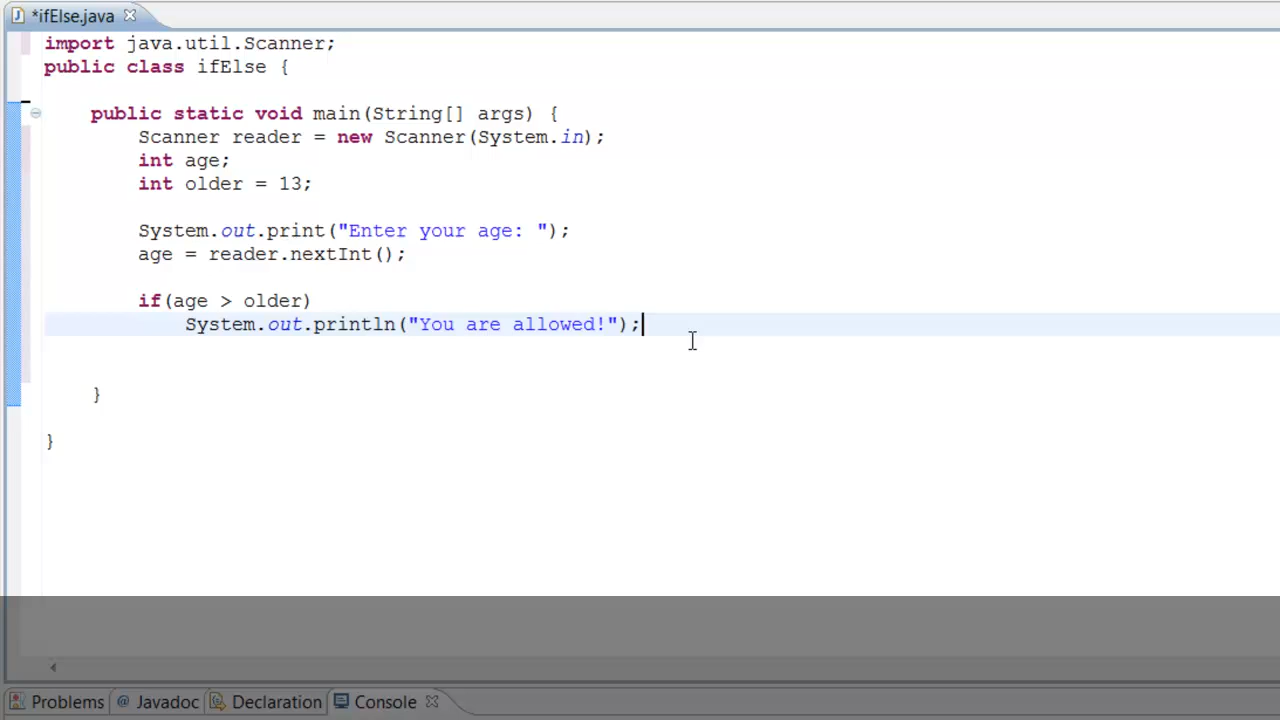 *ifElse.java
import java.util.Scanner;
public class ifElse {
public static void main(String[] args) {
Scanner reader = new Scanner(System.in);
int age;
int older = 13;
System.out.print("Enter your age: ");
age = reader.nextInt();
if(age > older)
System.out.println("You are allowed!");
}
}
Problems @ Javadoc Declaration Console